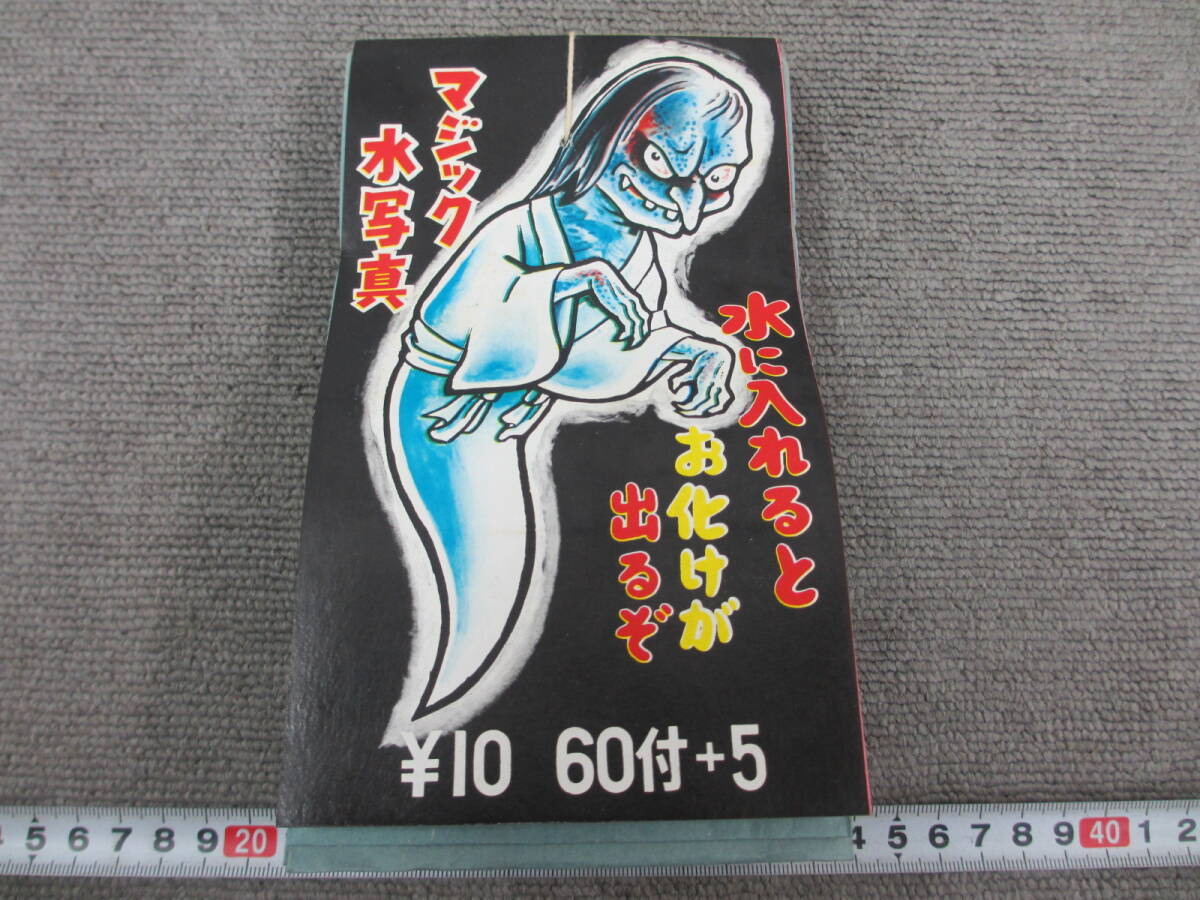 マジック
水写真
水に入れると
お化けが
出るぞ
¥10 60付+5
5 6 7 8 9 20
5 6 7 8 9 40 1 2